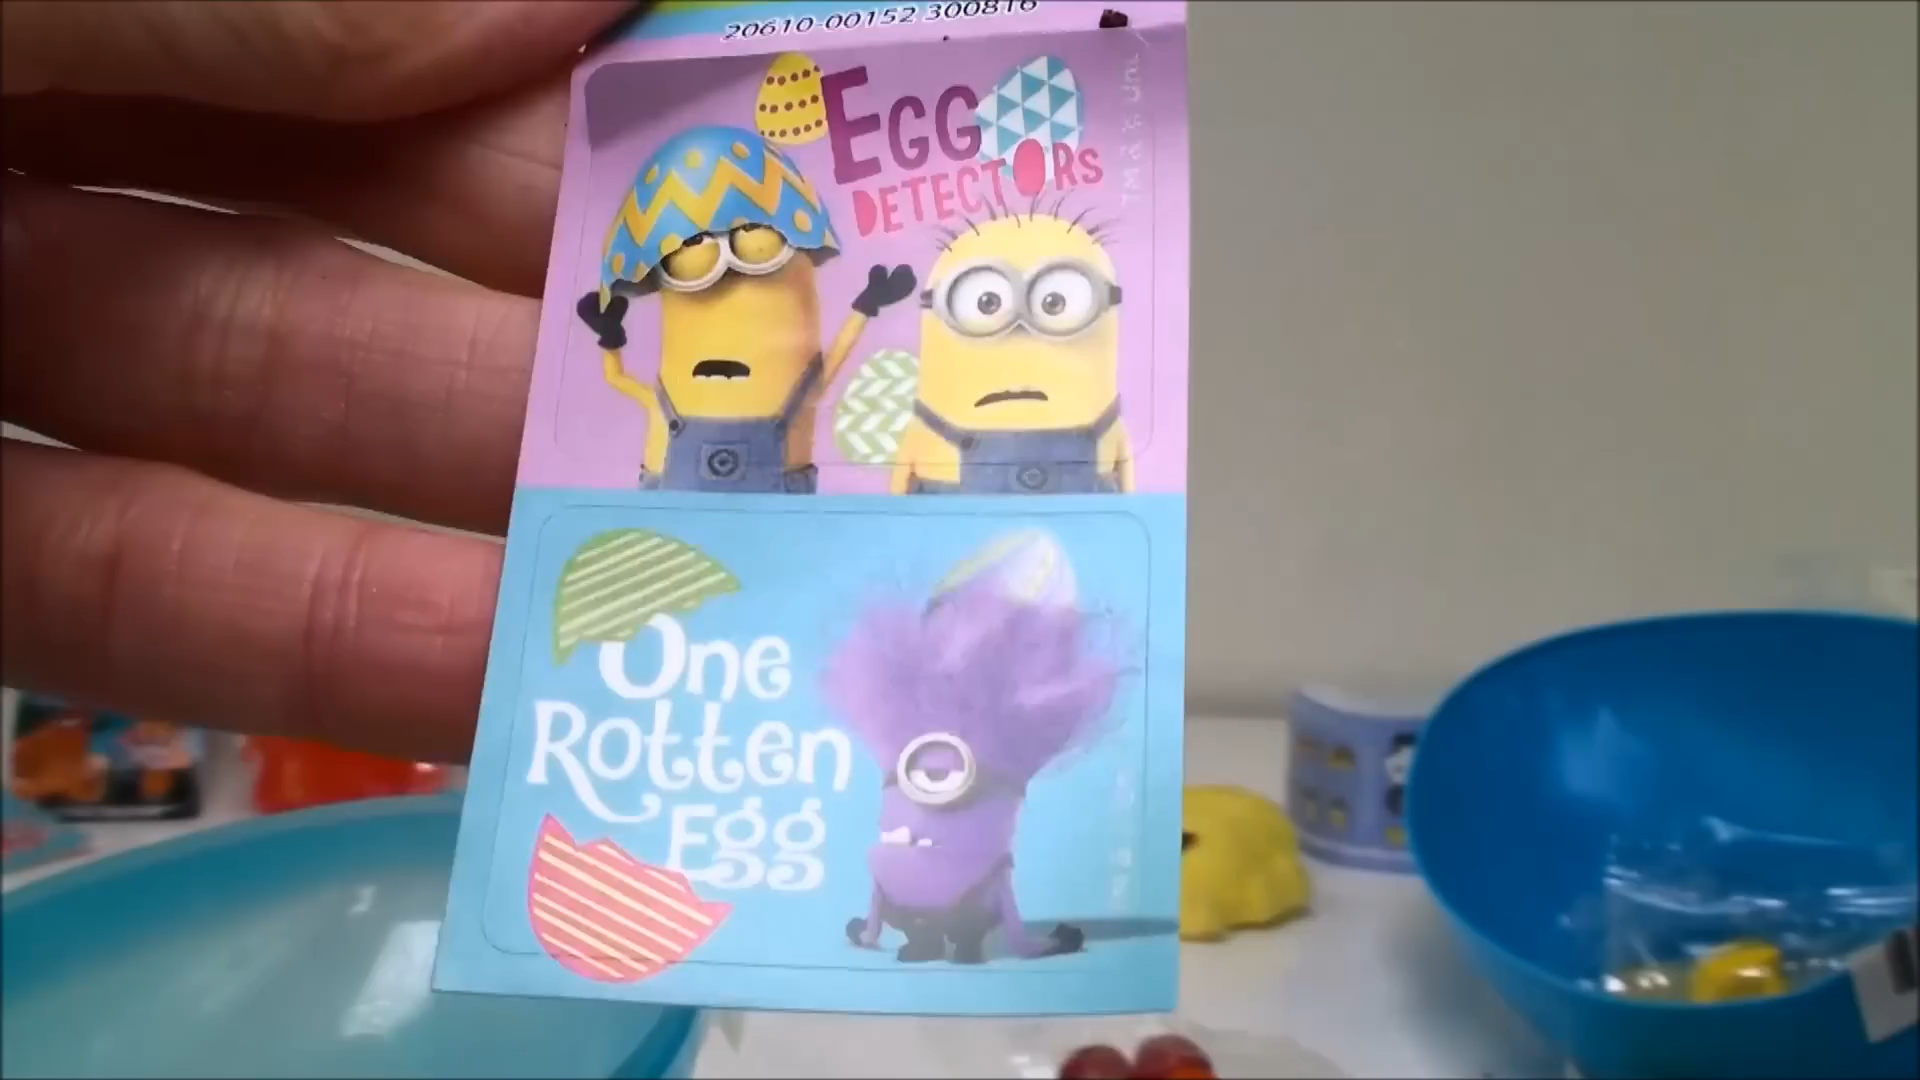 20610-00152 300816
EGG
DETECTORS
One
Rotten
Egg